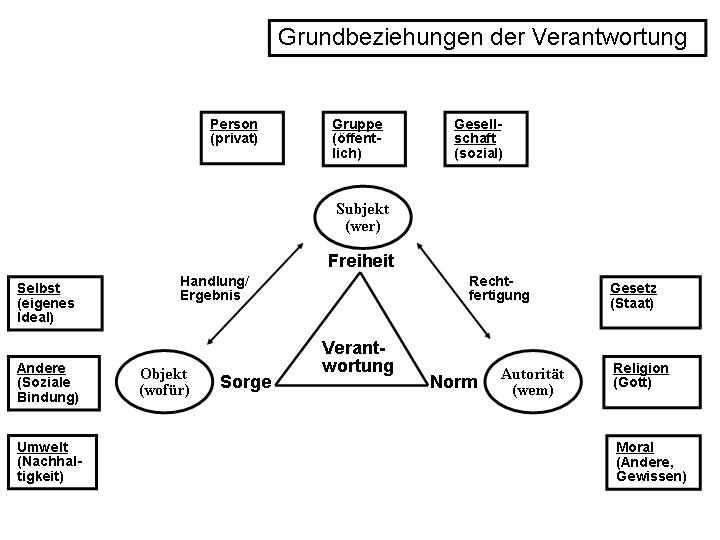 Grundbeziehungen der Verantwortung
Person
(privat)
Gruppe
(öffent-
lich)
Gesell-
schaft
(sozial)
Subjekt
(wer)
Freiheit
Handlung/
Ergebnis
Recht-
fertigung
Selbst
(eigenes
Ideal)
Gesetz
(Staat)
Verant-
wortung
Andere
(Soziale
Bindung)
Objekt
(wofür)
Sorge
Norm
Autorität
(wem)
Religion
(Gott)
Umwelt
(Nachhal-
tigkeit)
Moral
(Andere,
Gewissen)